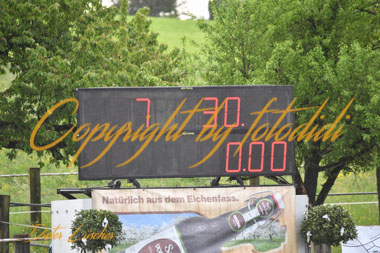 7 30.
Copyright by fotodidi
0.00
Natürlich aus dem Eichenfass.